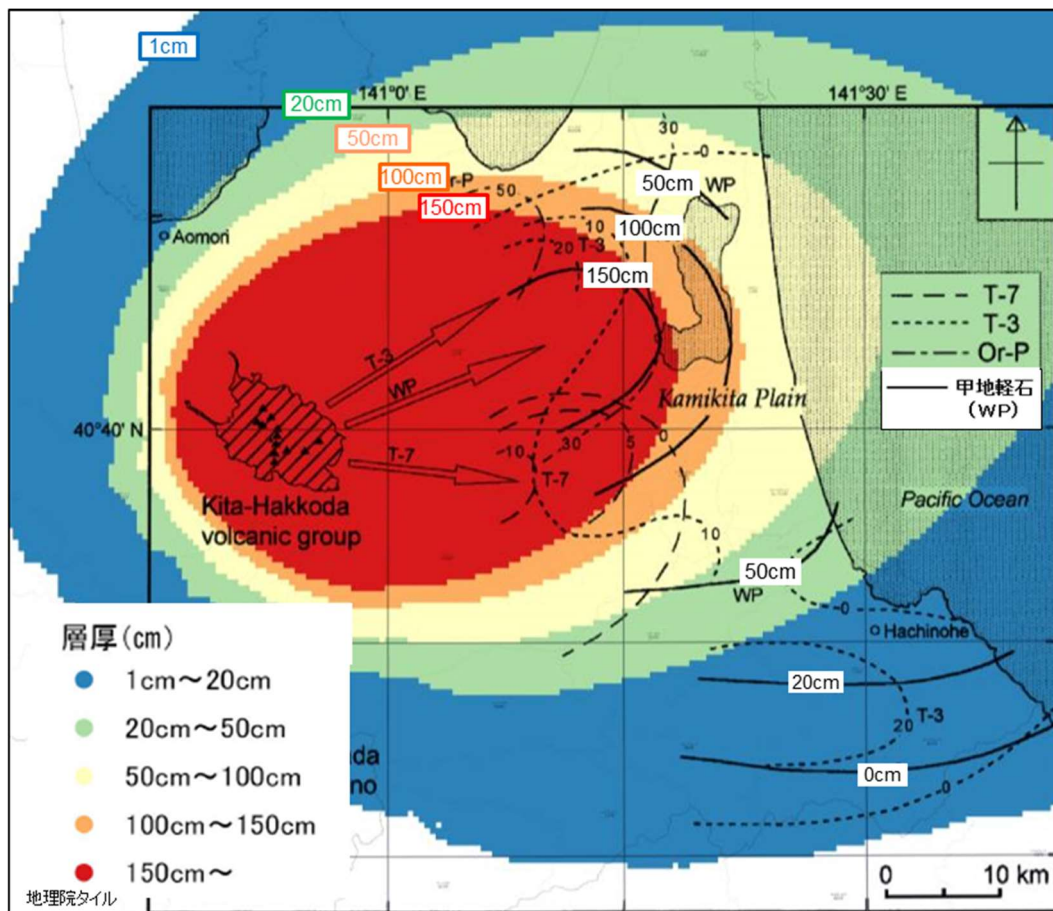 1cm
20cm
141°0' E
141°30' E
50cm
100cm
r-P
150cm
30
0
50
50cm
WP
100cm
10
20
T-3
150cm
Aomori
T-3
WP
T-7
Or-P
甲地軽石
(WP)
T-7
T-3
WP
Kamikita Plain
40°40' N
T-7
10
30
5
0
T-7
Kita-Hakkoda
volcanic group
Pacific Ocean
10
50cm
WP
0
Hachinohe
層厚(cm)
1cm～20cm
20cm～50cm
50cm～100cm
100cm～150cm
150cm～
20cm
20
T-3
0cm
0
da
no
地理院タイル
0
10 km